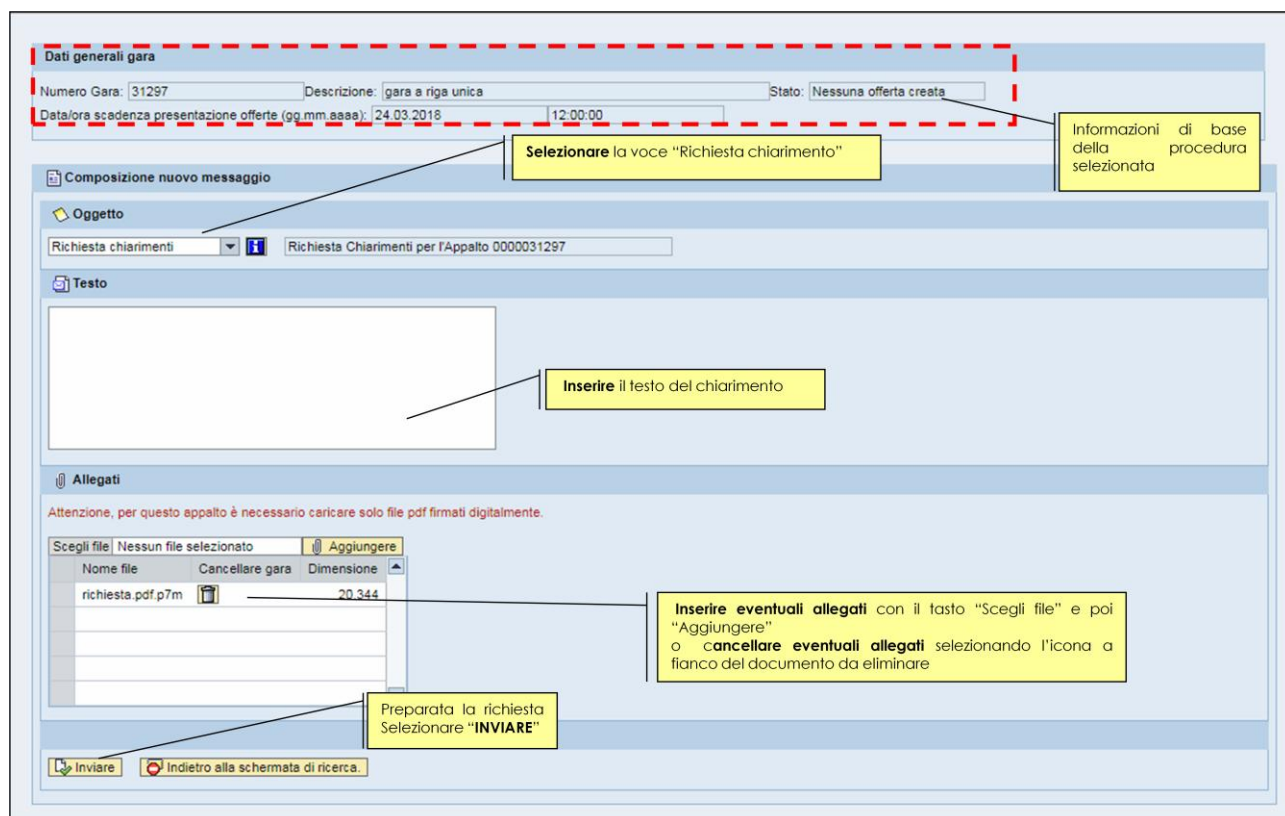 Dati generali gara
Numero Gara: 31297 Descrizione: gara a riga unica Stato: Nessuna offerta creata
Data/ora scadenza presentazione offerte (gg.mm.aaaa): 24.03.2018 12:00:00
Informazioni di base
della procedura
selezionata
Selezionare la voce “Richiesta chiarimento”
Composizione nuovo messaggio
Oggetto
Richiesta chiarimenti Richiesta Chiarimenti per l'Appalto 0000031297
Testo
Inserire il testo del chiarimento
Allegati
Attenzione, per questo appalto è necessario caricare solo file pdf firmati digitalmente.
Scegli file Nessun file selezionato Aggiungere
Nome file Cancellare gara Dimensione
richiesta.pdf.p7m 20.344
Inserire eventuali allegati con il tasto “Scegli file” e poi
“Aggiungere”
o cancellare eventuali allegati selezionando l’icona a
fianco del documento da eliminare
Preparata la richiesta
Selezionare “INVIARE”
Inviare Indietro alla schermata di ricerca.